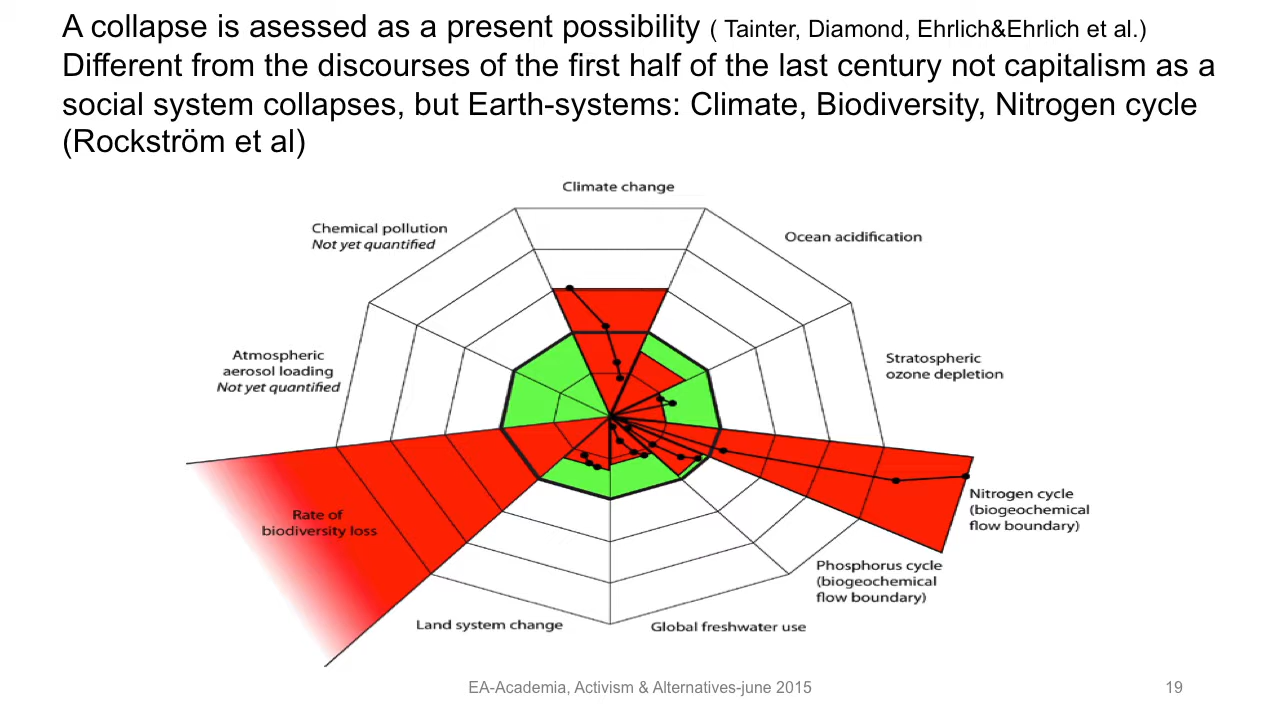 A collapse is asessed as a present possibility ( Tainter, Diamond, Ehrlich&Ehrlich et al.)
Different from the discourses of the first half of the last century not capitalism as a
social system collapses, but Earth-systems: Climate, Biodiversity, Nitrogen cycle
(Rockström et al)
Climate change
Chemical pollution
Not yet quantified
Ocean acidification
Atmospheric
aerosol loading
Not yet quantified
Stratospheric
ozone depletion
Rate of
biodiversity loss
Nitrogen cycle
(biogeochemical
flow boundary)
Phosphorus cycle
(biogeochemical
flow boundary)
Land system change
Global freshwater use
EA-Academia, Activism & Alternatives-june 2015
19